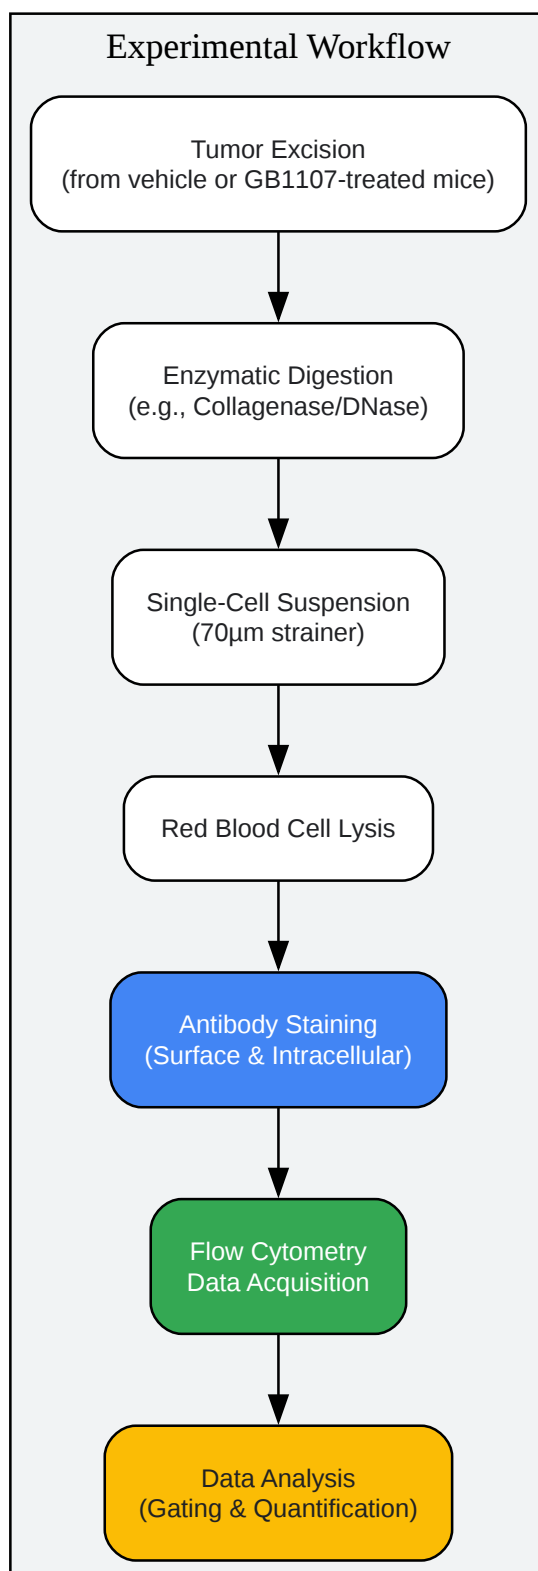 Experimental Workflow
Tumor Excision
(from vehicle or GB1107-treated mice)
Enzymatic Digestion
(e.g., Collagenase/DNase)
Single-Cell Suspension
(70µm strainer)
Red Blood Cell Lysis
Antibody Staining
(Surface & Intracellular)
Flow Cytometry
Data Acquisition
Data Analysis
(Gating & Quantification)